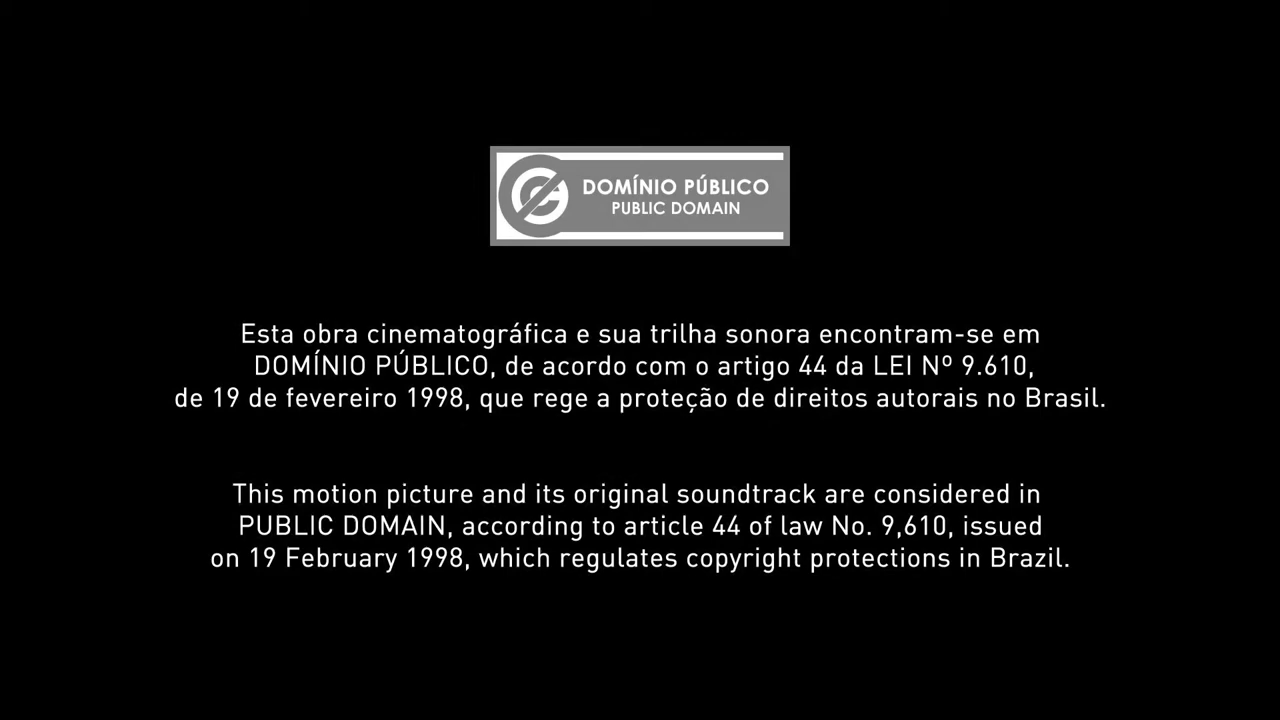 DOMÍNIO PÚBLICO
PUBLIC DOMAIN
Esta obra cinematográfica e sua trilha sonora encontram-se em
DOMÍNIO PÚBLICO, de acordo com o artigo 44 da LEI Nº 9.610,
de 19 de fevereiro 1998, que rege a proteção de direitos autorais no Brasil.
This motion picture and its original soundtrack are considered in
PUBLIC DOMAIN, according to article 44 of law No. 9,610, issued
on 19 February 1998, which regulates copyright protections in Brazil.